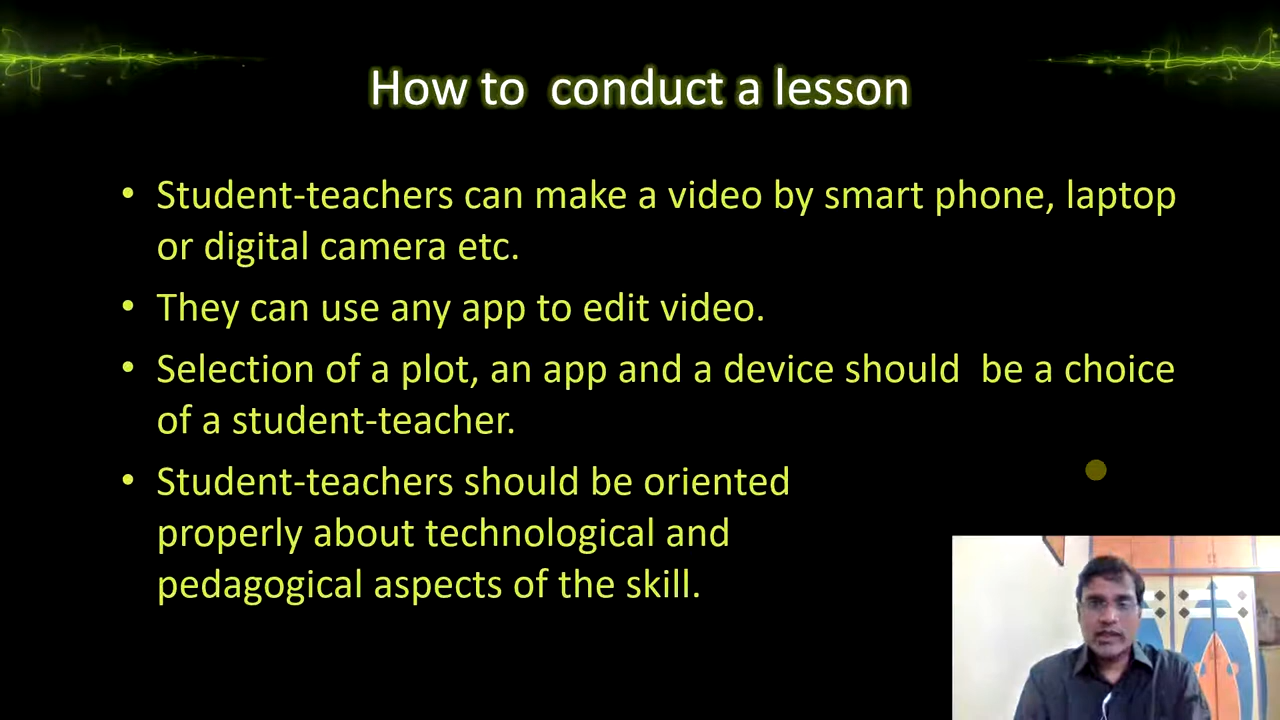 How to  conduct a lesson
• Student-teachers can make a video by smart phone, laptop
or digital camera etc.
• They can use any app to edit video.
• Selection of a plot, an app and a device should  be a choice
of a student-teacher.
• Student-teachers should be oriented
properly about technological and
pedagogical aspects of the skill.